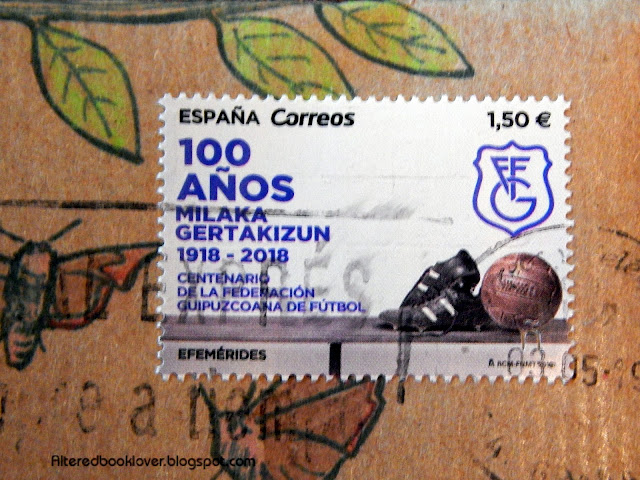 ESPAÑA Correos 1,50 €
100
AÑOS
MILAKA
GERTAKIZUN
1918 - 2018
CENTENARIO
DE LA FEDERACIÓN
GUIPUZCOANA DE FÚTBOL
FFG
EFEMÉRIDES
Alteredbooklover.blogspot.com